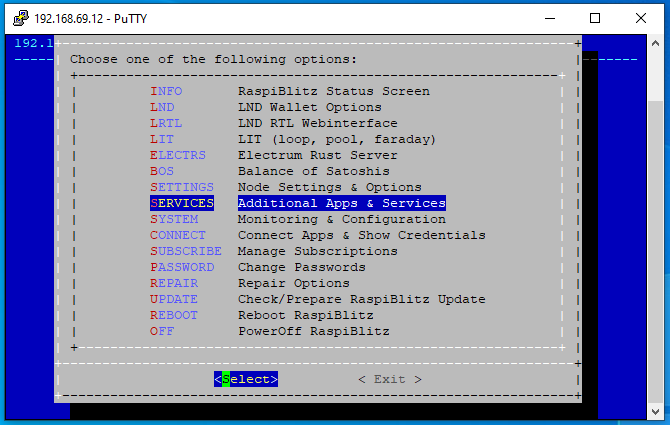 192.168.69.12 - PuTTY
192.1
Choose one of the following options:
INFO RaspiBlitz Status Screen
LND LND Wallet Options
LRTL LND RTL Webinterface
LIT LIT (loop, pool, faraday)
ELECTRS Electrum Rust Server
BOS Balance of Satoshis
SETTINGS Node Settings & Options
SERVICES Additional Apps & Services
SYSTEM Monitoring & Configuration
CONNECT Connect Apps & Show Credentials
SUBSCRIBE Manage Subscriptions
PASSWORD Change Passwords
REPAIR Repair Options
UPDATE Check/Prepare RaspiBlitz Update
REBOOT Reboot RaspiBlitz
OFF PowerOff RaspiBlitz
<Select> < Exit >